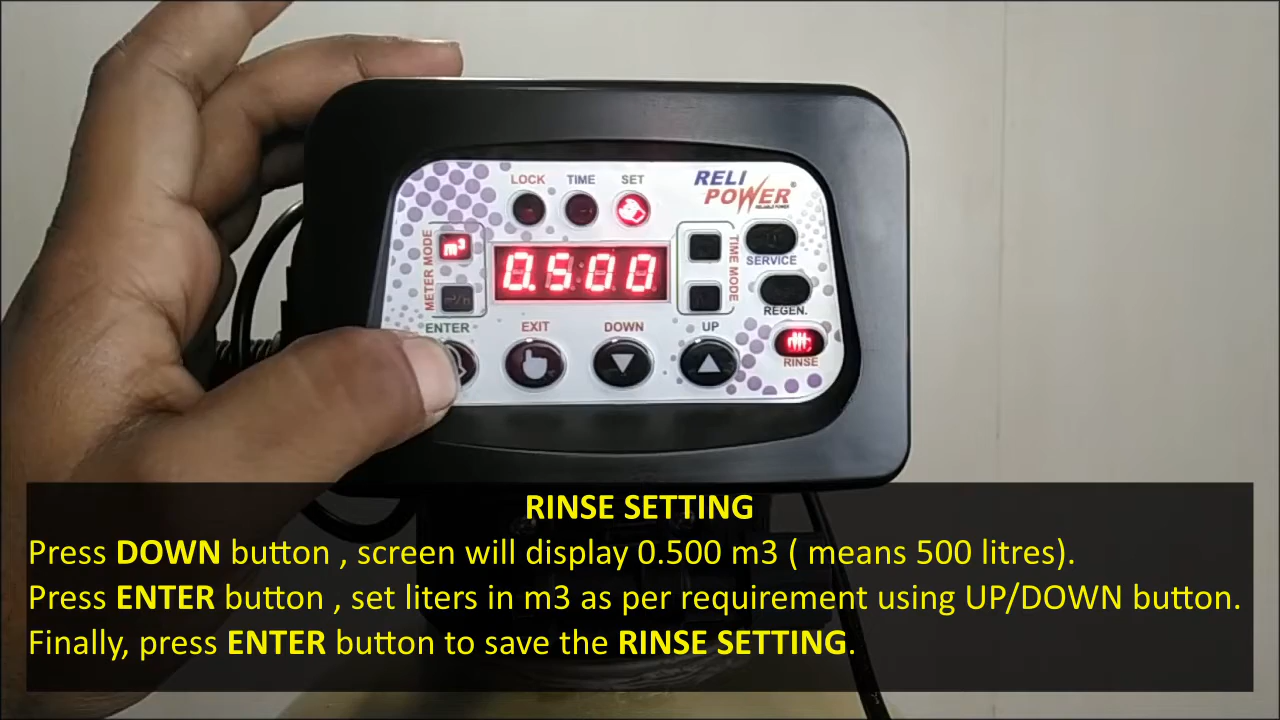 LOCK TIME SET
RELI
POWER
RELIABLE POWER
METER MODE
m³
0.500
TIME MODE
SERVICE
REGEN.
ENTER EXIT DOWN UP
RINSE
RINSE SETTING
Press DOWN button , screen will display 0.500 m3 ( means 500 litres).
Press ENTER button , set liters in m3 as per requirement using UP/DOWN button.
Finally, press ENTER button to save the RINSE SETTING.